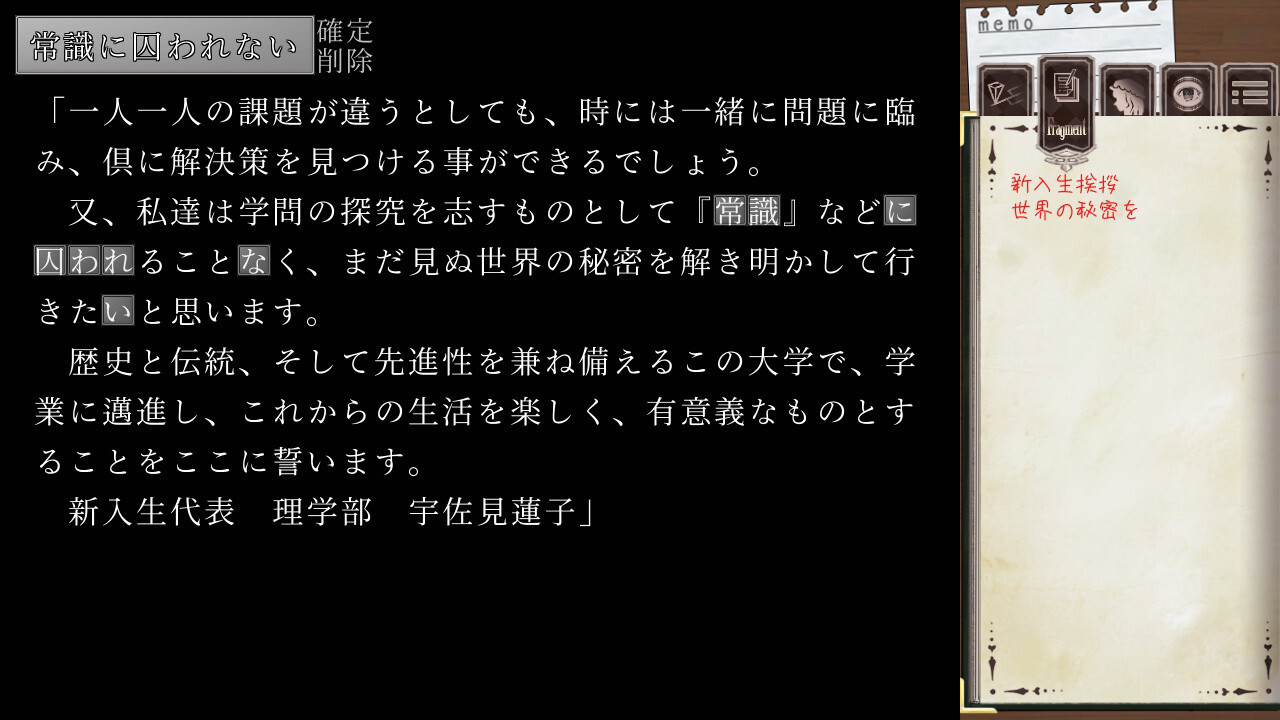 常識に囚われない
確定
削除
「一人一人の課題が違うとしても、時には一緒に問題に臨
み、倶に解決策を見つける事ができるでしょう。
　又、私達は学問の探究を志すものとして『常識』などに
囚われることなく、まだ見ぬ世界の秘密を解き明かして行
きたいと思います。
　歴史と伝統、そして先進性を兼ね備えるこの大学で、学
業に邁進し、これからの生活を楽しく、有意義なものとす
ることをここに誓います。
　新入生代表　理学部　宇佐見蓮子」
memo
Fragment
新入生挨拶
世界の秘密を